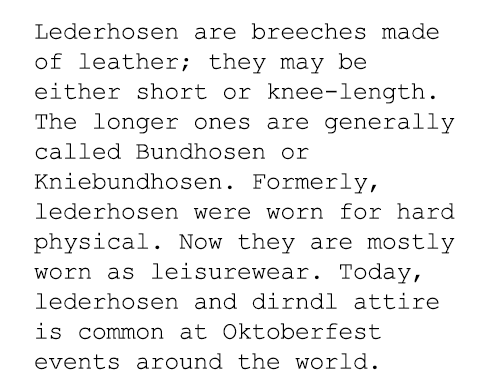 Lederhosen are breeches made
of leather; they may be
either short or knee-length.
The longer ones are generally
called Bundhosen or
Kniebundhosen. Formerly,
lederhosen were worn for hard
physical. Now they are mostly
worn as leisurewear. Today,
lederhosen and dirndl attire
is common at Oktoberfest
events around the world.